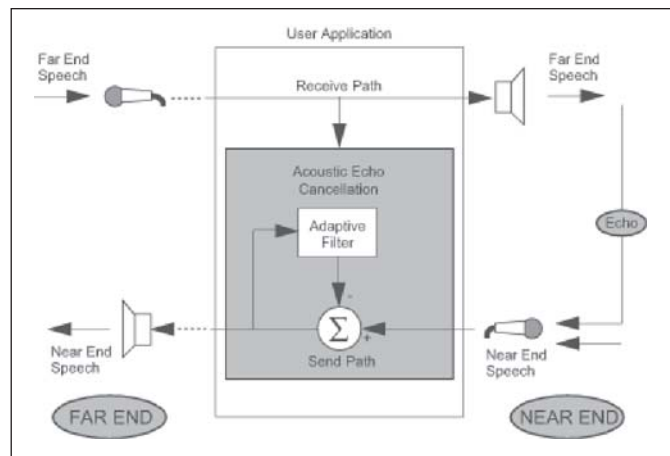 User Application
Far End
Speech
Receive Path
Far End
Speech
Acoustic Echo
Cancellation
Adaptive
Filter
Echo
-
Σ
+
Near End
Speech
Send Path
Near End
Speech
FAR END
NEAR END